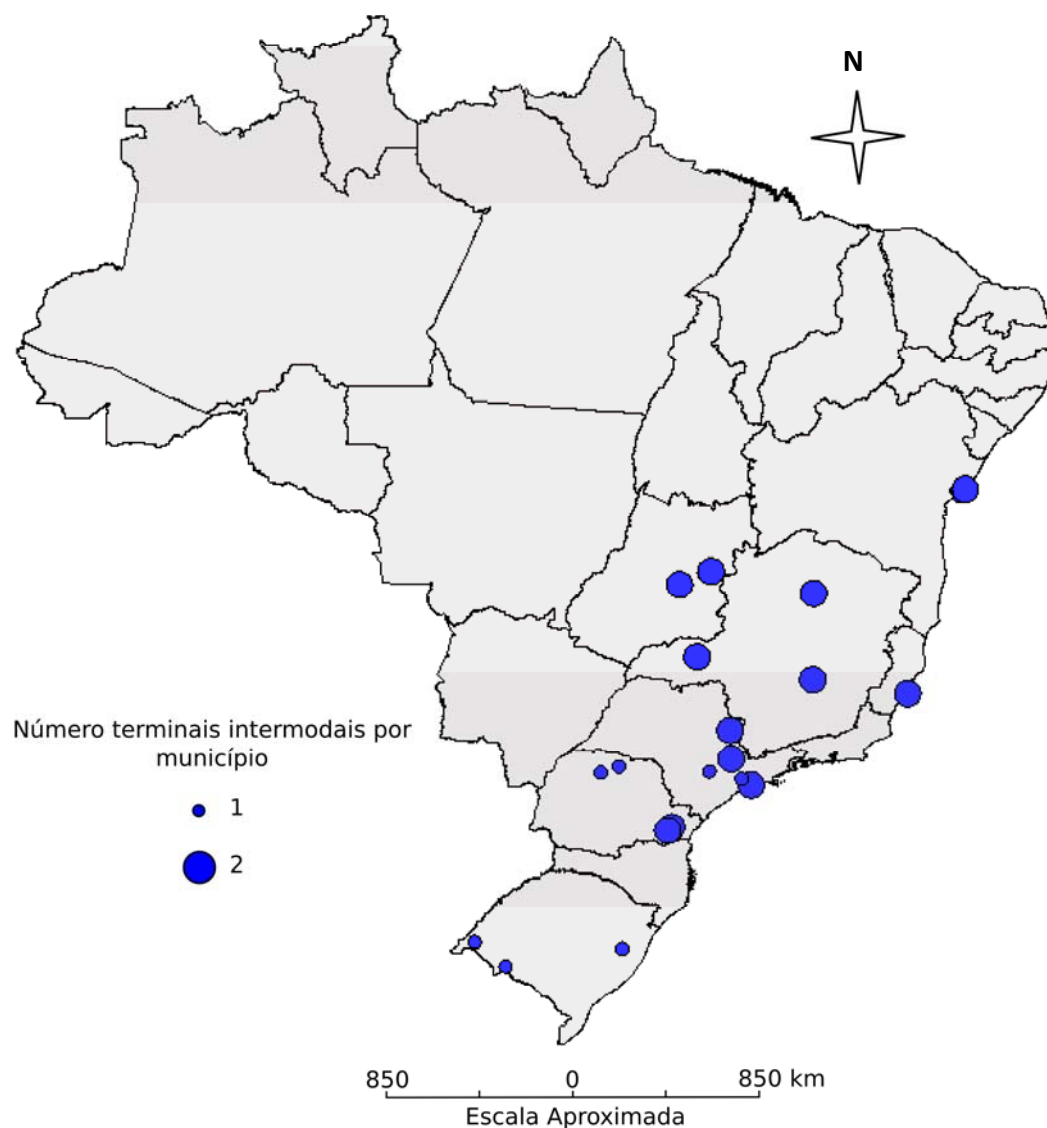 N
Número terminais intermodais por
município
1
2
850 0 850 km
Escala Aproximada